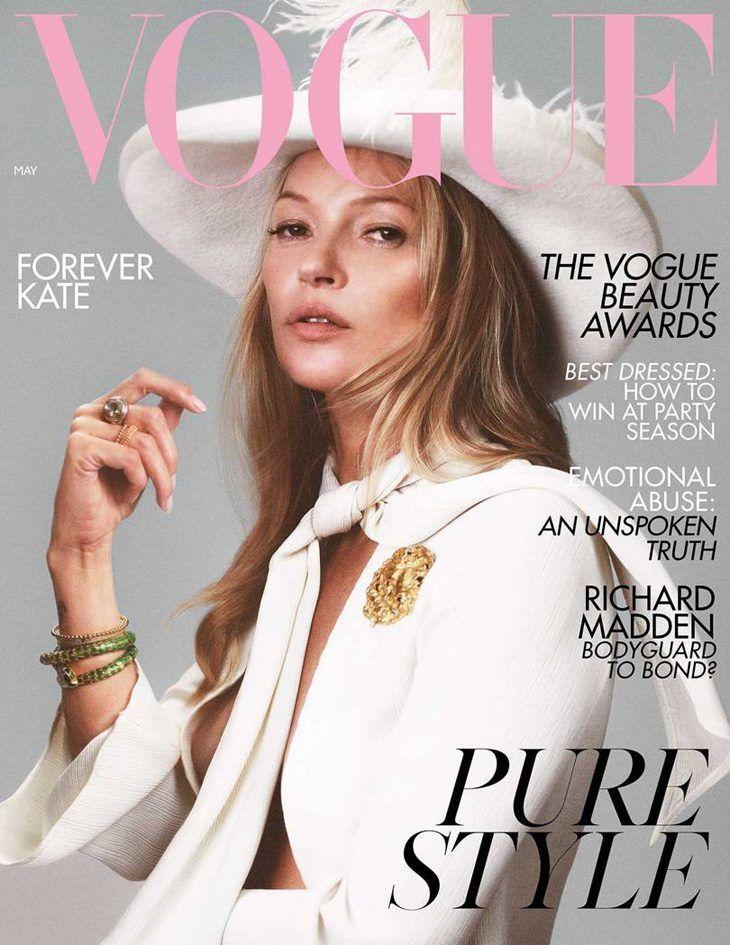 VOGUE
MAY
FOREVER
KATE
THE VOGUE
BEAUTY
AWARDS
BEST DRESSED:
HOW TO
WIN AT PARTY
SEASON
EMOTIONAL
ABUSE:
AN UNSPOKEN
TRUTH
RICHARD
MADDEN
BODYGUARD
TO BOND?
PURE
STYLE